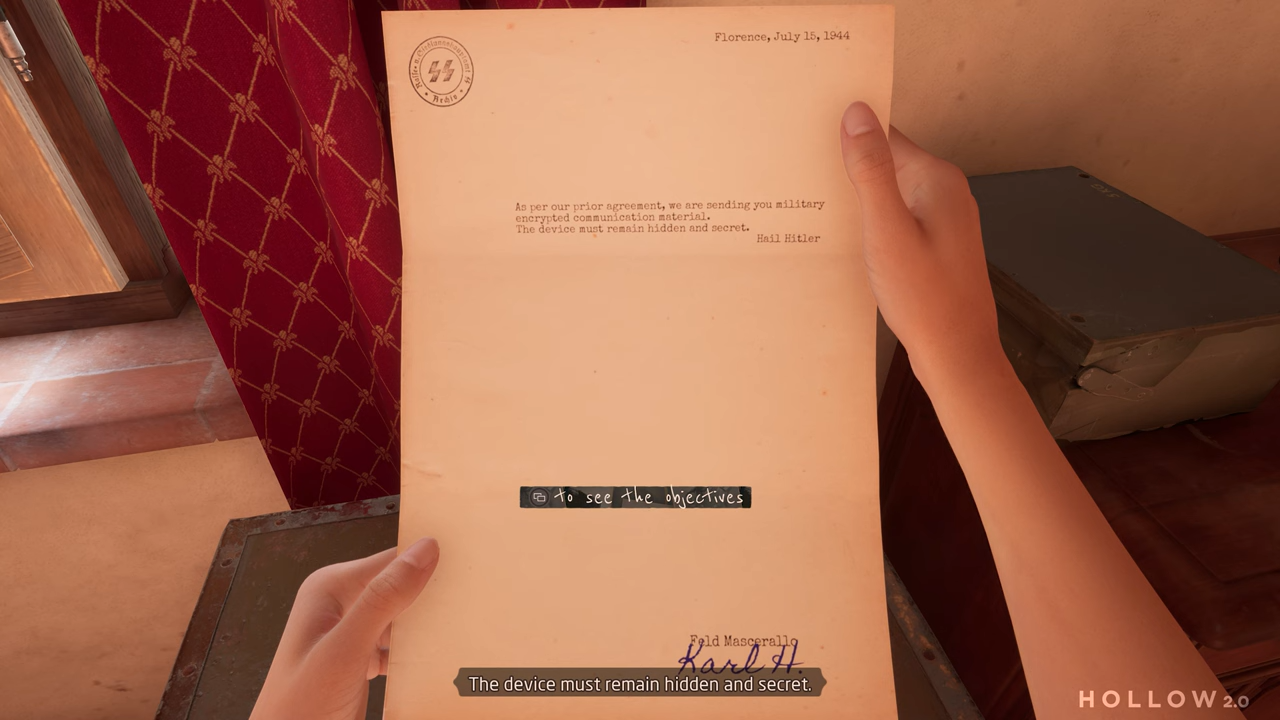 Florence, July 15, 1944
SS
Archiv
As per our prior agreement, we are sending you military
encrypted communication material.
The device must remain hidden and secret.
Hail Hitler
to see the objectives
Feld Mascerallo
Karl H.
The device must remain hidden and secret.
HOLLOW 2.0